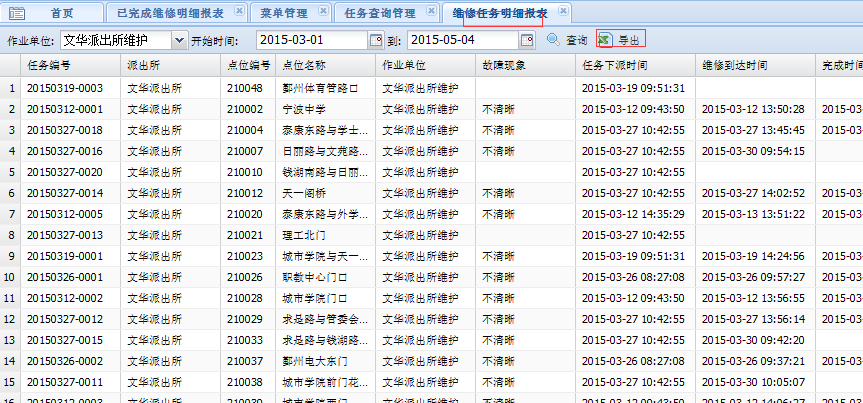 首页 已完成维修明细报表 菜单管理 任务查询管理 维修任务明细报表
作业单位: 文华派出所维护 开始时间: 2015-03-01 到: 2015-05-04 查询 导出
任务编号 派出所 点位编号 点位名称 作业单位 故障现象 任务下派时间 维修到达时间 完成时间
1 20150319-0003 文华派出所 210048 鄞州体育管路口 文华派出所维护 2015-03-19 09:51:31
2 20150312-0001 文华派出所 210002 宁波中学 文华派出所维护 不清晰 2015-03-12 09:43:50 2015-03-12 13:50:28 2015-03-
3 20150327-0018 文华派出所 210004 泰康东路与学士... 文华派出所维护 不清晰 2015-03-27 10:42:55 2015-03-27 13:45:45 2015-03-
4 20150327-0016 文华派出所 210007 日丽路与文苑路... 文华派出所维护 不清晰 2015-03-27 10:42:55 2015-03-30 09:54:15
5 20150327-0020 文华派出所 210010 钱湖南路与日丽... 文华派出所维护 2015-03-27 10:42:55
6 20150327-0014 文华派出所 210012 天一阁桥 文华派出所维护 不清晰 2015-03-27 10:42:55 2015-03-27 14:02:52 2015-03-
7 20150312-0005 文华派出所 210020 泰康东路与外学... 文华派出所维护 不清晰 2015-03-12 14:35:29 2015-03-13 13:51:22 2015-03-
8 20150327-0013 文华派出所 210021 理工北门 文华派出所维护 2015-03-27 10:42:55
9 20150319-0001 文华派出所 210023 城市学院与天一... 文华派出所维护 不清晰 2015-03-19 09:51:31 2015-03-19 14:24:56 2015-03-
10 20150326-0001 文华派出所 210026 职教中心门口 文华派出所维护 不清晰 2015-03-26 08:27:08 2015-03-26 09:57:27 2015-03-
11 20150312-0002 文华派出所 210028 城市学院门口 文华派出所维护 不清晰 2015-03-12 09:43:50 2015-03-12 13:56:55 2015-03-
12 20150327-0012 文华派出所 210029 求是路与管委会... 文华派出所维护 不清晰 2015-03-27 10:42:55 2015-03-27 13:56:14 2015-03-
13 20150327-0015 文华派出所 210033 求是路与钱湖路... 文华派出所维护 不清晰 2015-03-27 10:42:55 2015-03-30 09:42:20
14 20150326-0002 文华派出所 210037 鄞州电大东门 文华派出所维护 不清晰 2015-03-26 08:27:08 2015-03-26 09:37:21 2015-03-
15 20150327-0011 文华派出所 210038 城市学院前门花... 文华派出所维护 不清晰 2015-03-27 10:42:55 2015-03-30 10:05:07